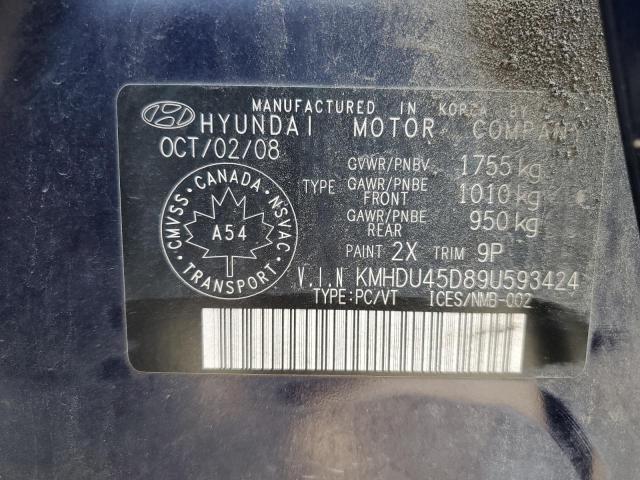 MANUFACTURED IN KOREA BY
HYUNDAI MOTOR COMPANY
OCT/02/08
GVWR/PNBV 1755 kg
TYPE GAWR/PNBE FRONT 1010 kg
GAWR/PNBE REAR 950 kg
PAINT 2X TRIM 9P
V.I.N KMHDU45D89U593424
TYPE:PC/VT ICES/NMB-002
CMVSS CANADA NSVAC
A54
TRANSPORT